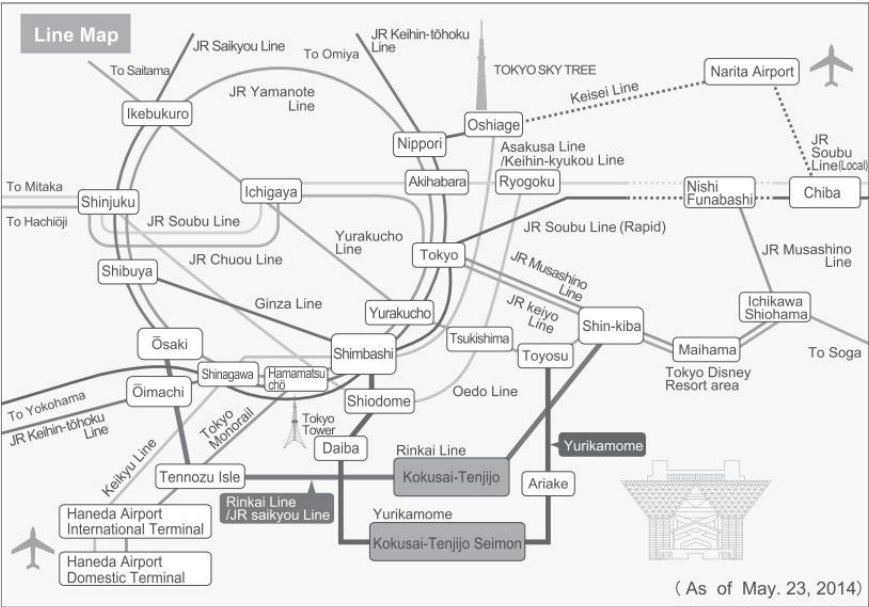 Line Map
JR Saikyou Line
JR Keihin-tōhoku
Line
To Omiya
To Saitama
TOKYO SKY TREE
Narita Airport
JR Yamanote
Line
Keisei Line
Ikebukuro
Oshiage
Nippori
Asakusa Line
/Keihin-kyukou Line
JR
Soubu
Line(Local)
To Mitaka
Shinjuku
Ichigaya
Akihabara
Ryogoku
Nishi
Funabashi
Chiba
To Hachiōji
JR Soubu Line
JR Soubu Line (Rapid)
Yurakucho
Line
JR Chuou Line
Tokyo
JR Musashino
Line
JR Musashino
Line
Shibuya
JR keiyo
Line
Ginza Line
Yurakucho
Ichikawa
Shiohama
Shin-kiba
Ōsaki
Shimbashi
Tsukishima
Toyosu
Maihama
To Soga
Tokyo Disney
Resort area
Shinagawa
Hamamatsu
chō
Ōimachi
Shiodome
Oedo Line
To Yokohama
JR Keihin-tōhoku
Line
Tokyo
Monorail
Tokyo
Tower
Daiba
Keikyu Line
Rinkai Line
Yurikamome
Tennozu Isle
Kokusai-Tenjijo
Ariake
Rinkai Line
/JR saikyou Line
Haneda Airport
International Terminal
Yurikamome
Kokusai-Tenjijo Seimon
Haneda Airport
Domestic Terminal
( As of May. 23, 2014)